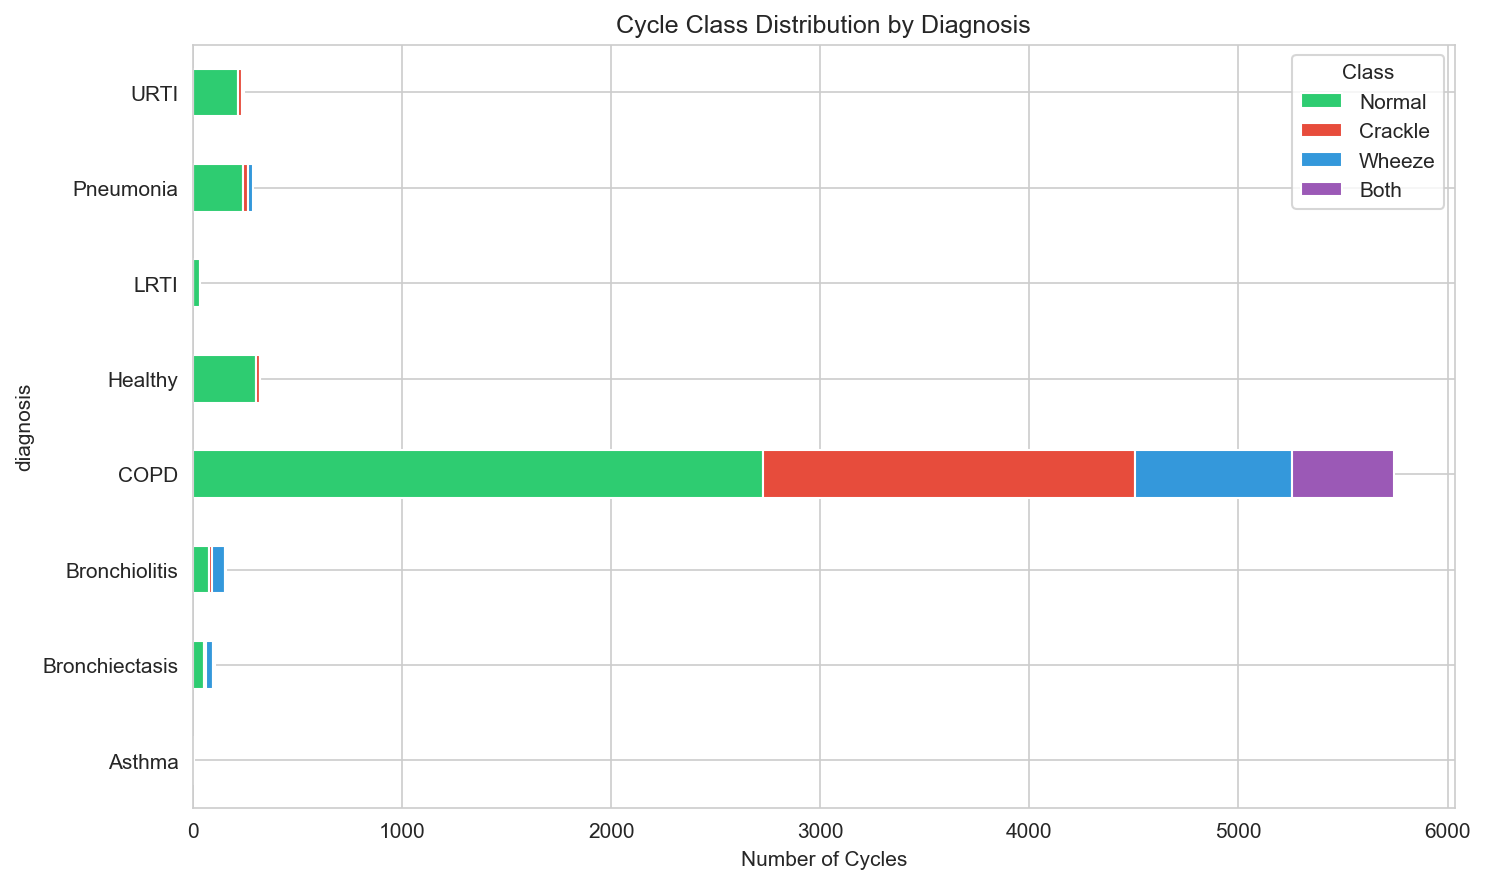 Cycle Class Distribution by Diagnosis
Class
Normal
Crackle
Wheeze
Both
URTI
Pneumonia
LRTI
Healthy
COPD
Bronchiolitis
Bronchiectasis
Asthma
diagnosis
0 1000 2000 3000 4000 5000 6000
Number of Cycles